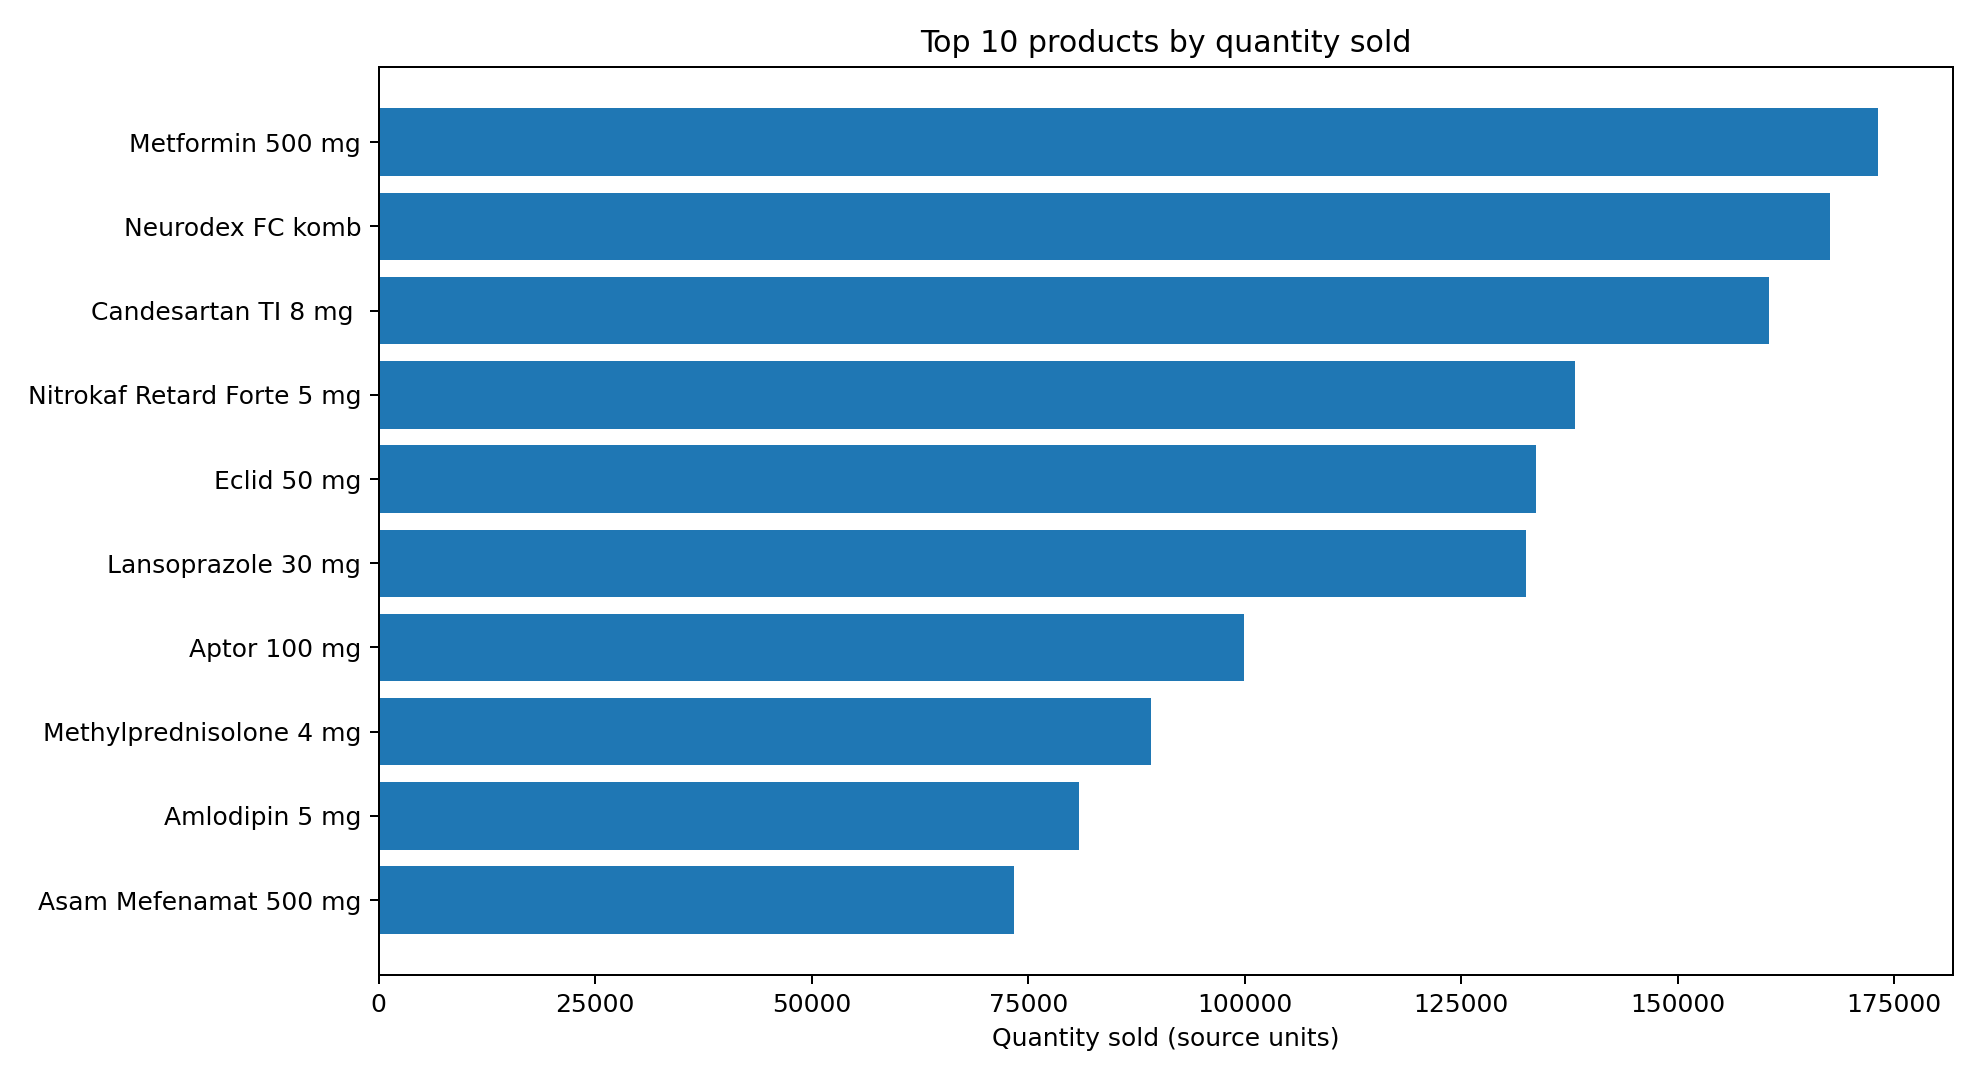 Top 10 products by quantity sold
Metformin 500 mg
Neurodex FC komb
Candesartan TI 8 mg
Nitrokaf Retard Forte 5 mg
Eclid 50 mg
Lansoprazole 30 mg
Aptor 100 mg
Methylprednisolone 4 mg
Amlodipin 5 mg
Asam Mefenamat 500 mg
0 25000 50000 75000 100000 125000 150000 175000
Quantity sold (source units)